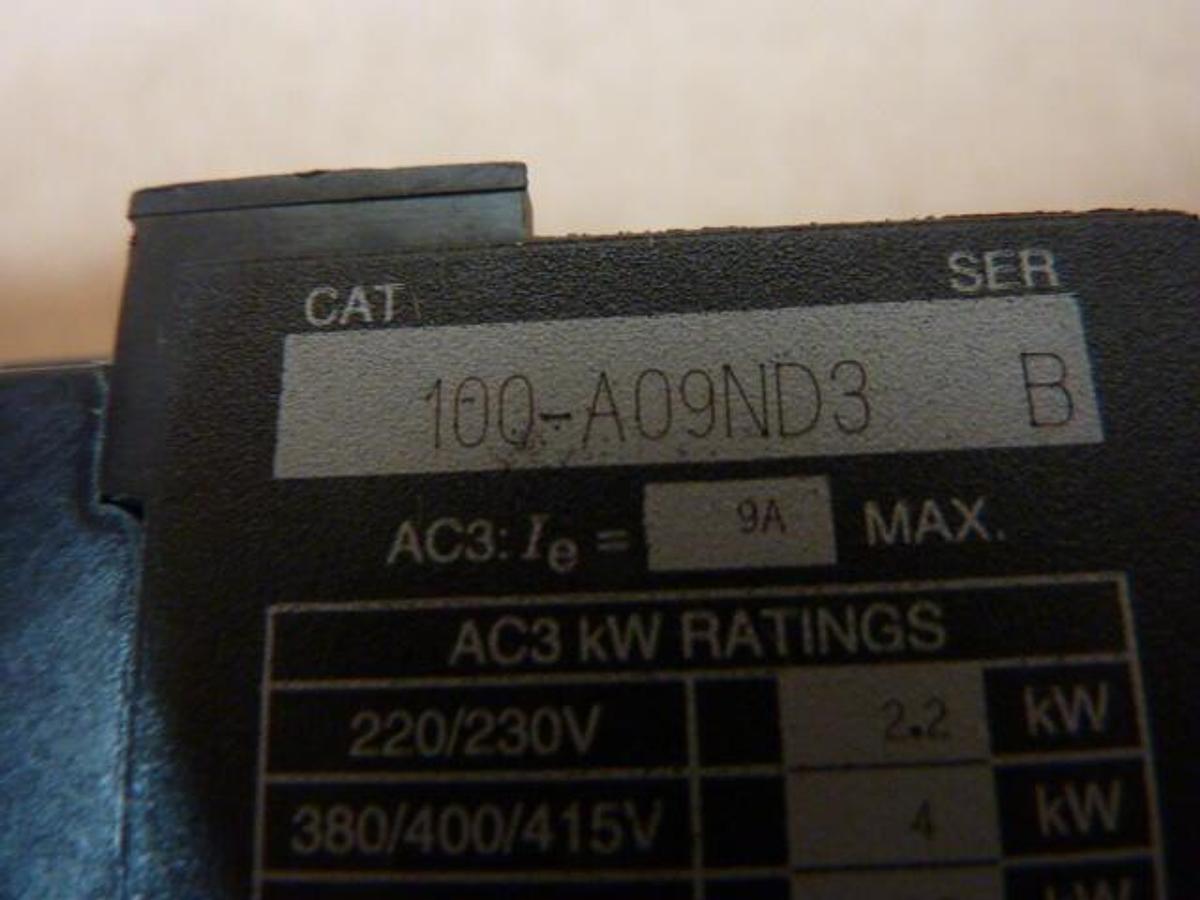 CAT SER
100-A09ND3 B
AC3: Ie = 9A MAX.
AC3 kW RATINGS
220/230V 2.2 kW
380/400/415V 4 kW
kW